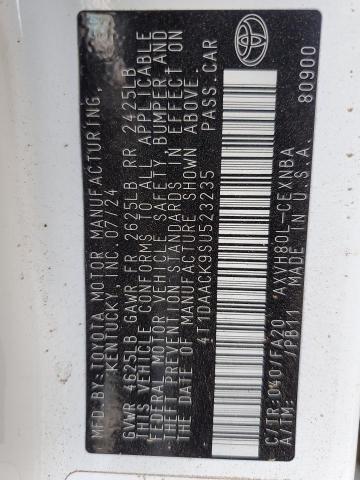 MFD.BY:TOYOTA MOTOR MANUFACTURING,
KENTUCKY, INC. 07/24
GVWR 4625LB GAWR FR 2625LB RR 2425LB
THIS VEHICLE CONFORMS TO ALL APPLICABLE
FEDERAL MOTOR VEHICLE SAFETY, BUMPER,AND
THEFT PREVENTION STANDARDS IN EFFECT ON
THE DATE OF MANUFACTURE SHOWN ABOVE.
4T1DAACK9SU523235 PASS.CAR
C/TR:040/FA20 AXVH80L-CEXNBA
A/TM: /PB11 MADE IN U.S.A. 80900